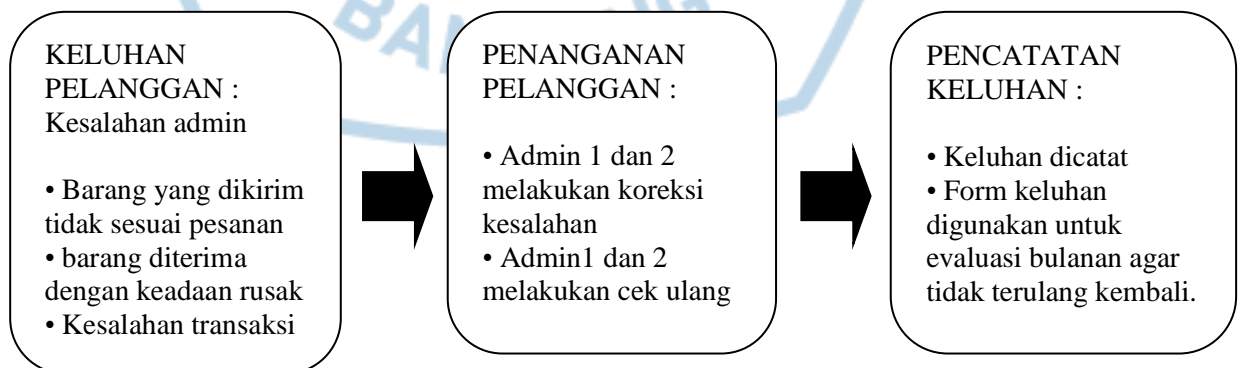 KELUHAN
PELANGGAN :
Kesalahan admin
• Barang yang dikirim
tidak sesuai pesanan
• barang diterima
dengan keadaan rusak
• Kesalahan transaksi
PENANGANAN
PELANGGAN :
• Admin 1 dan 2
melakukan koreksi
kesalahan
• Admin1 dan 2
melakukan cek ulang
PENCATATAN
KELUHAN :
• Keluhan dicatat
• Form keluhan
digunakan untuk
evaluasi bulanan agar
tidak terulang kembali.